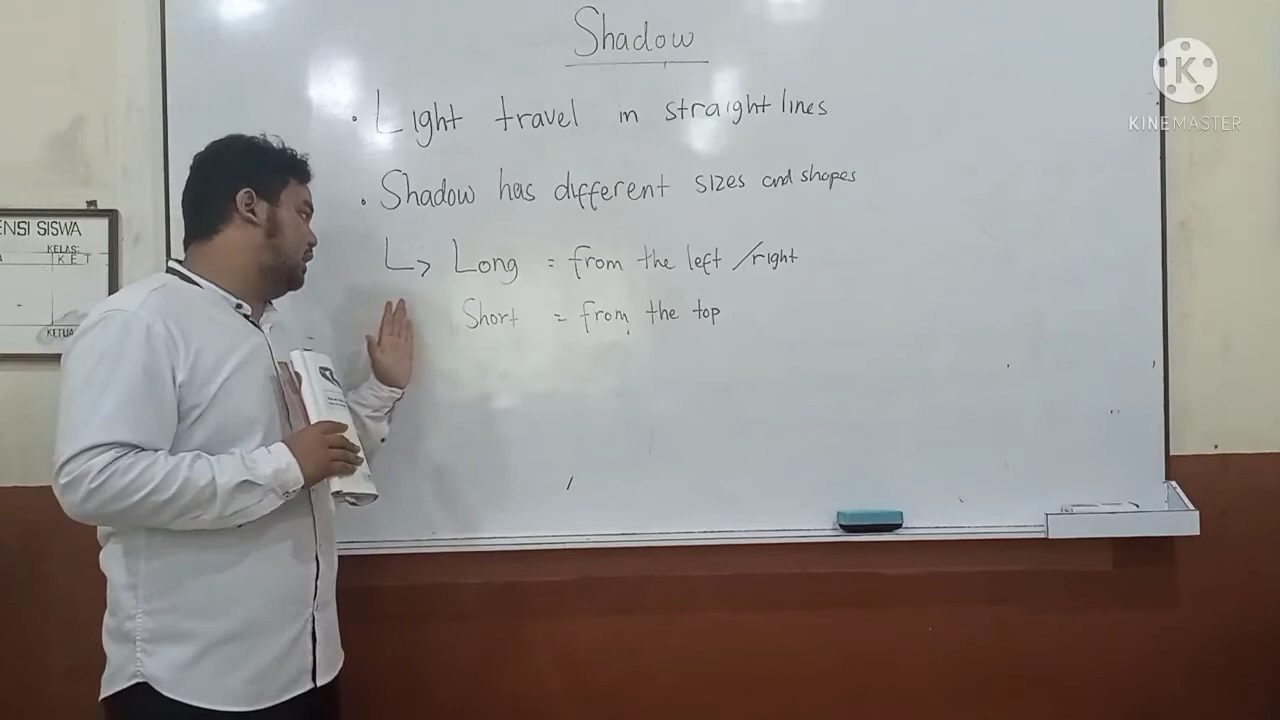 Shadow
• Light travel in straight lines
• Shadow has different sizes and shapes
↳ Long = from the left / right
Short = from the top
ENSI SISWA
KELAS:
KET
KETUA
K
KINEMASTER